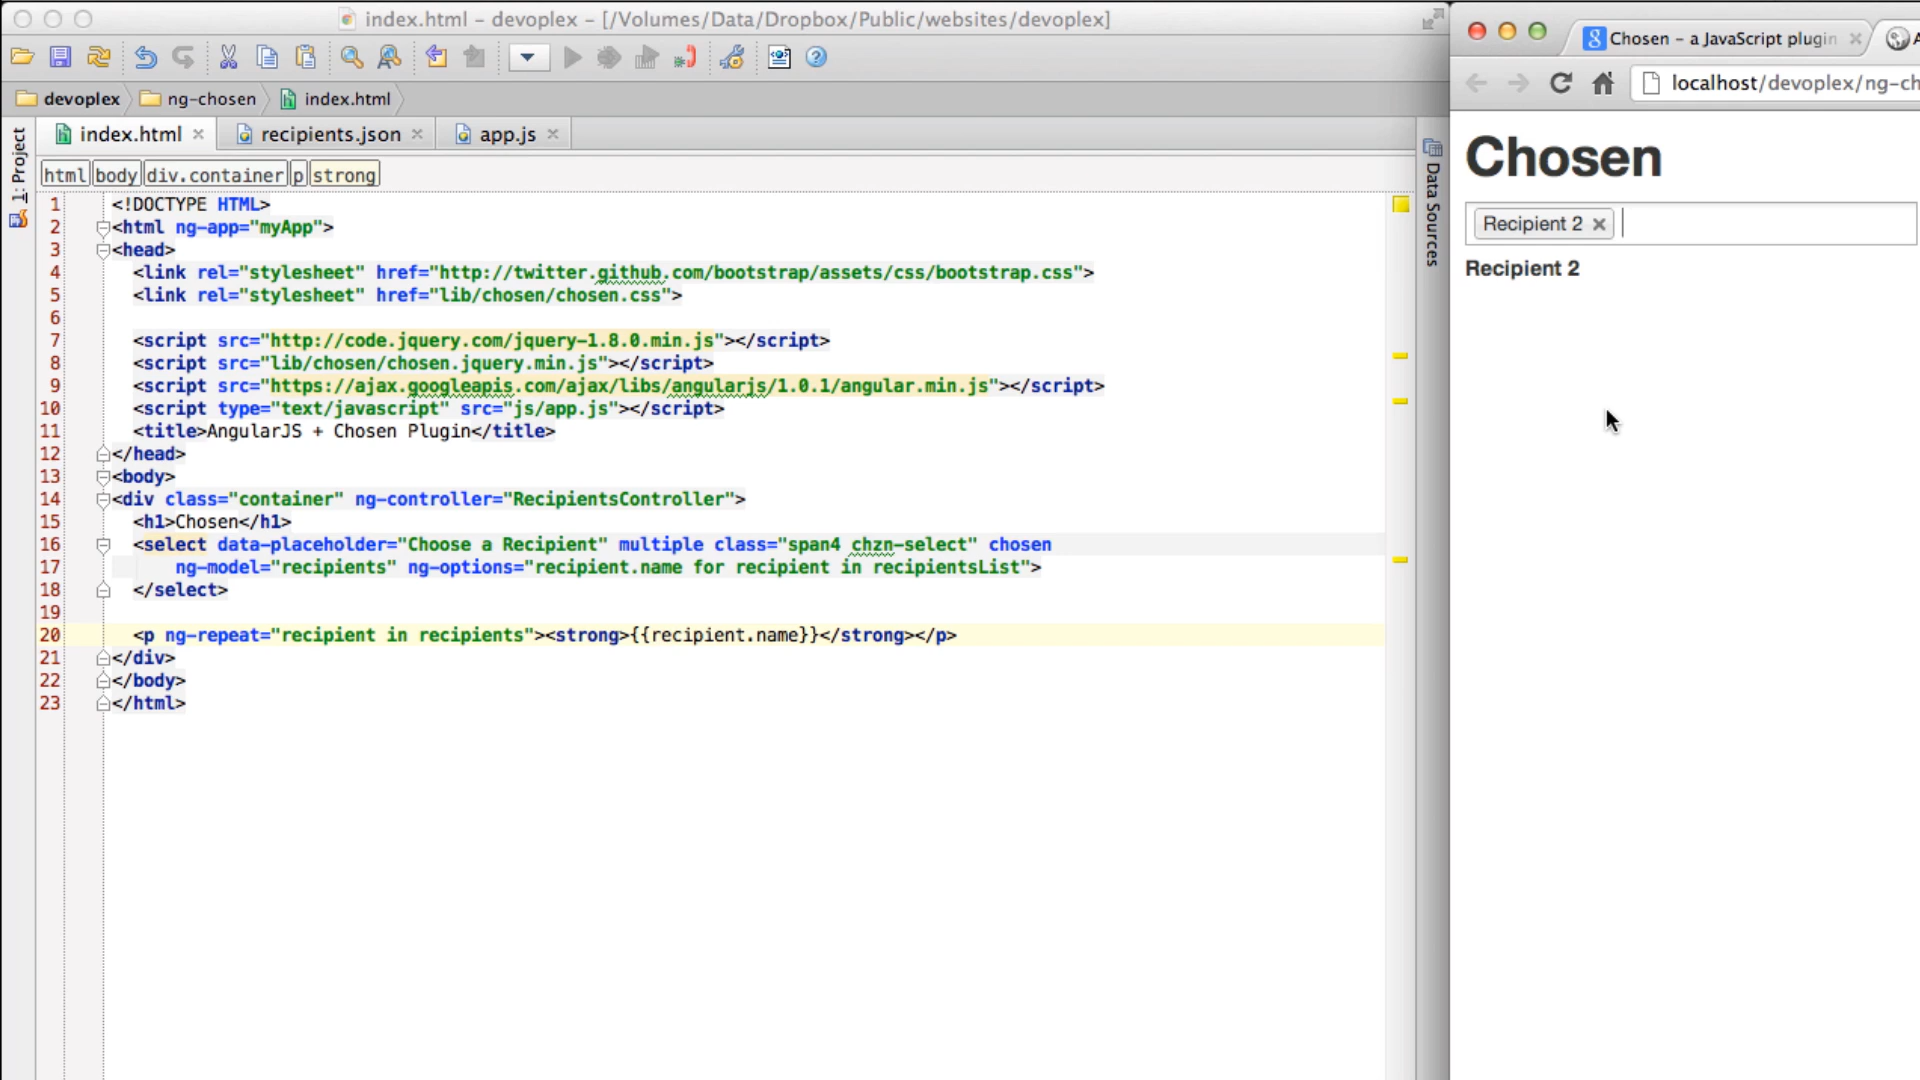 index.html – devoplex – [/Volumes/Data/Dropbox/Public/websites/devoplex]
devoplex ng-chosen index.html
index.html recipients.json app.js
1: Project
html body div.container p strong
1 <!DOCTYPE HTML>
2 <html ng-app="myApp">
3 <head>
4 <link rel="stylesheet" href="http://twitter.github.com/bootstrap/assets/css/bootstrap.css">
5 <link rel="stylesheet" href="lib/chosen/chosen.css">
6
7 <script src="http://code.jquery.com/jquery-1.8.0.min.js"></script>
8 <script src="lib/chosen/chosen.jquery.min.js"></script>
9 <script src="https://ajax.googleapis.com/ajax/libs/angularjs/1.0.1/angular.min.js"></script>
10 <script type="text/javascript" src="js/app.js"></script>
11 <title>AngularJS + Chosen Plugin</title>
12 </head>
13 <body>
14 <div class="container" ng-controller="RecipientsController">
15 <h1>Chosen</h1>
16 <select data-placeholder="Choose a Recipient" multiple class="span4 chzn-select" chosen
17 ng-model="recipients" ng-options="recipient.name for recipient in recipientsList">
18 </select>
19
20 <p ng-repeat="recipient in recipients"><strong>{{recipient.name}}</strong></p>
21 </div>
22 </body>
23 </html>
Data Sources
Chosen – a JavaScript plugin A
localhost/devoplex/ng-ch
Chosen
Recipient 2
Recipient 2